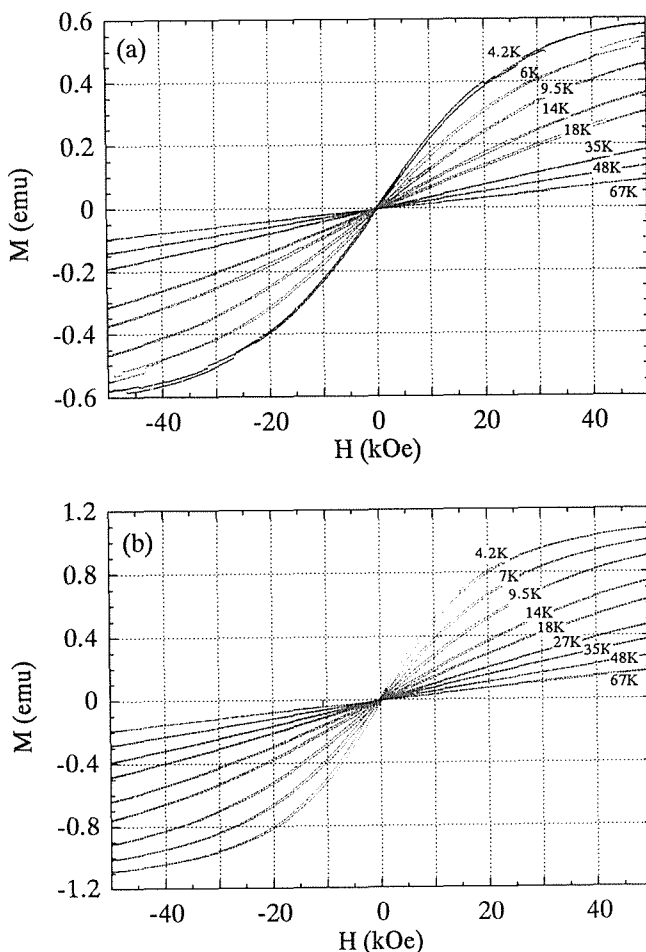 (a)
0.6
0.4
0.2
0
-0.2
-0.4
-0.6
M (emu)
4.2K
6K
9.5K
14K
18K
35K
48K
67K
-40 -20 0 20 40
H (kOe)
(b)
1.2
0.8
0.4
0
-0.4
-0.8
-1.2
M (emu)
4.2K
7K
9.5K
14K
18K
27K
35K
48K
67K
-40 -20 0 20 40
H (kOe)